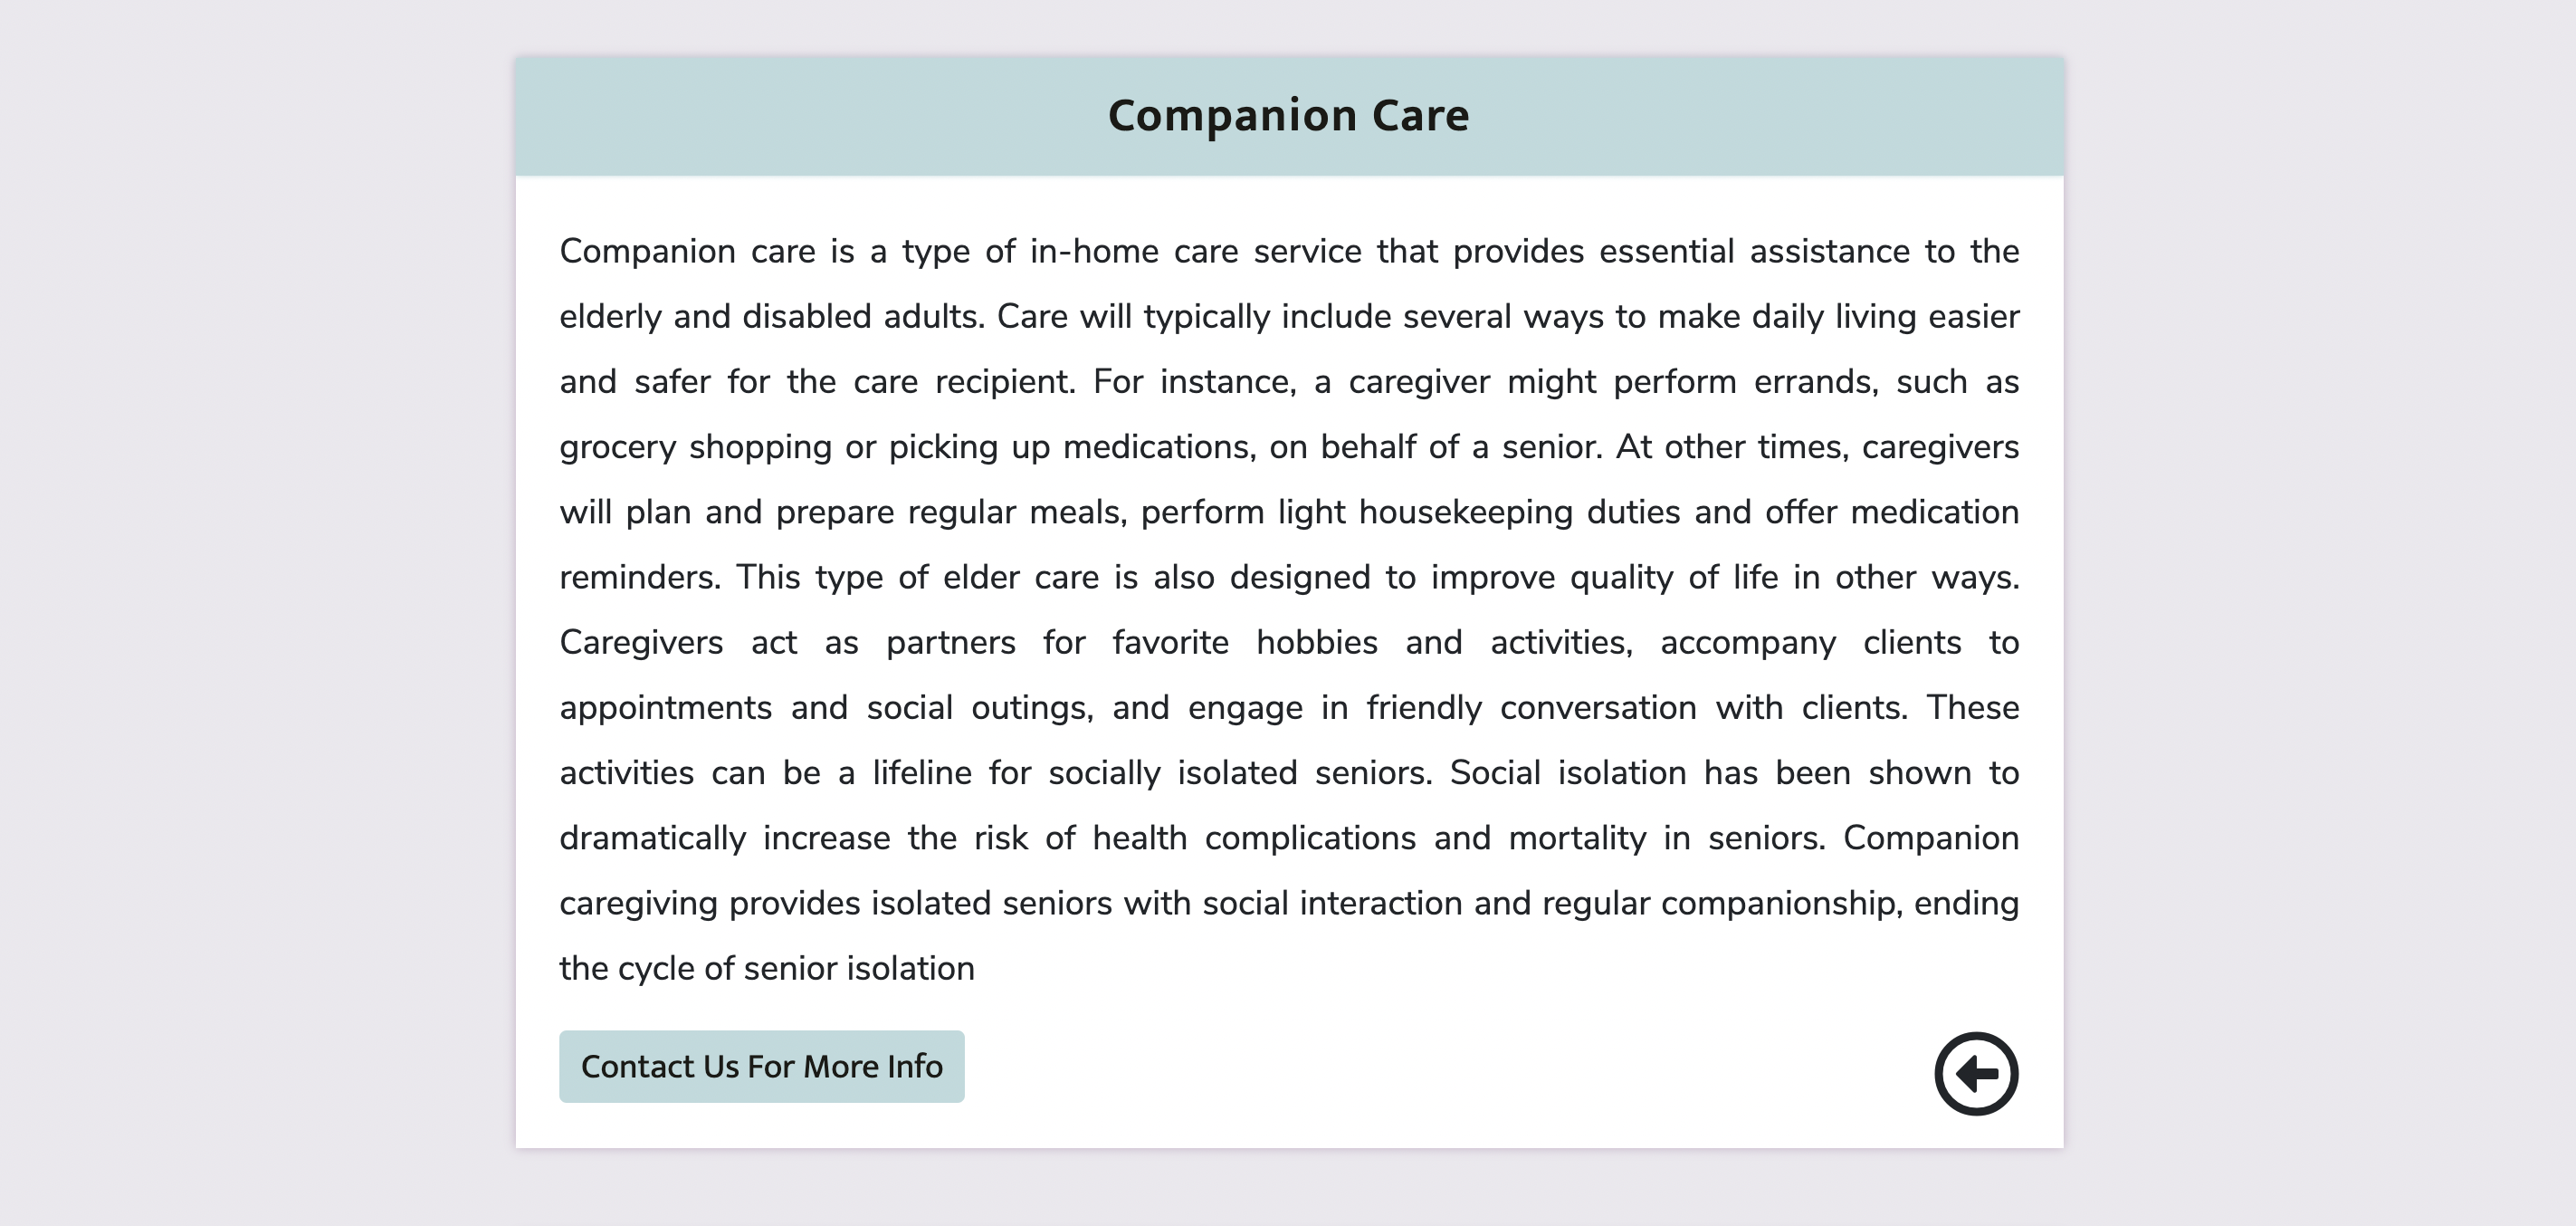 Companion Care
Companion care is a type of in-home care service that provides essential assistance to the
elderly and disabled adults. Care will typically include several ways to make daily living easier
and safer for the care recipient. For instance, a caregiver might perform errands, such as
grocery shopping or picking up medications, on behalf of a senior. At other times, caregivers
will plan and prepare regular meals, perform light housekeeping duties and offer medication
reminders. This type of elder care is also designed to improve quality of life in other ways.
Caregivers act as partners for favorite hobbies and activities, accompany clients to
appointments and social outings, and engage in friendly conversation with clients. These
activities can be a lifeline for socially isolated seniors. Social isolation has been shown to
dramatically increase the risk of health complications and mortality in seniors. Companion
caregiving provides isolated seniors with social interaction and regular companionship, ending
the cycle of senior isolation
Contact Us For More Info